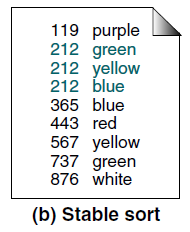 119 purple
212 green
212 yellow
212 blue
365 blue
443 red
567 yellow
737 green
876 white
(b) Stable sort